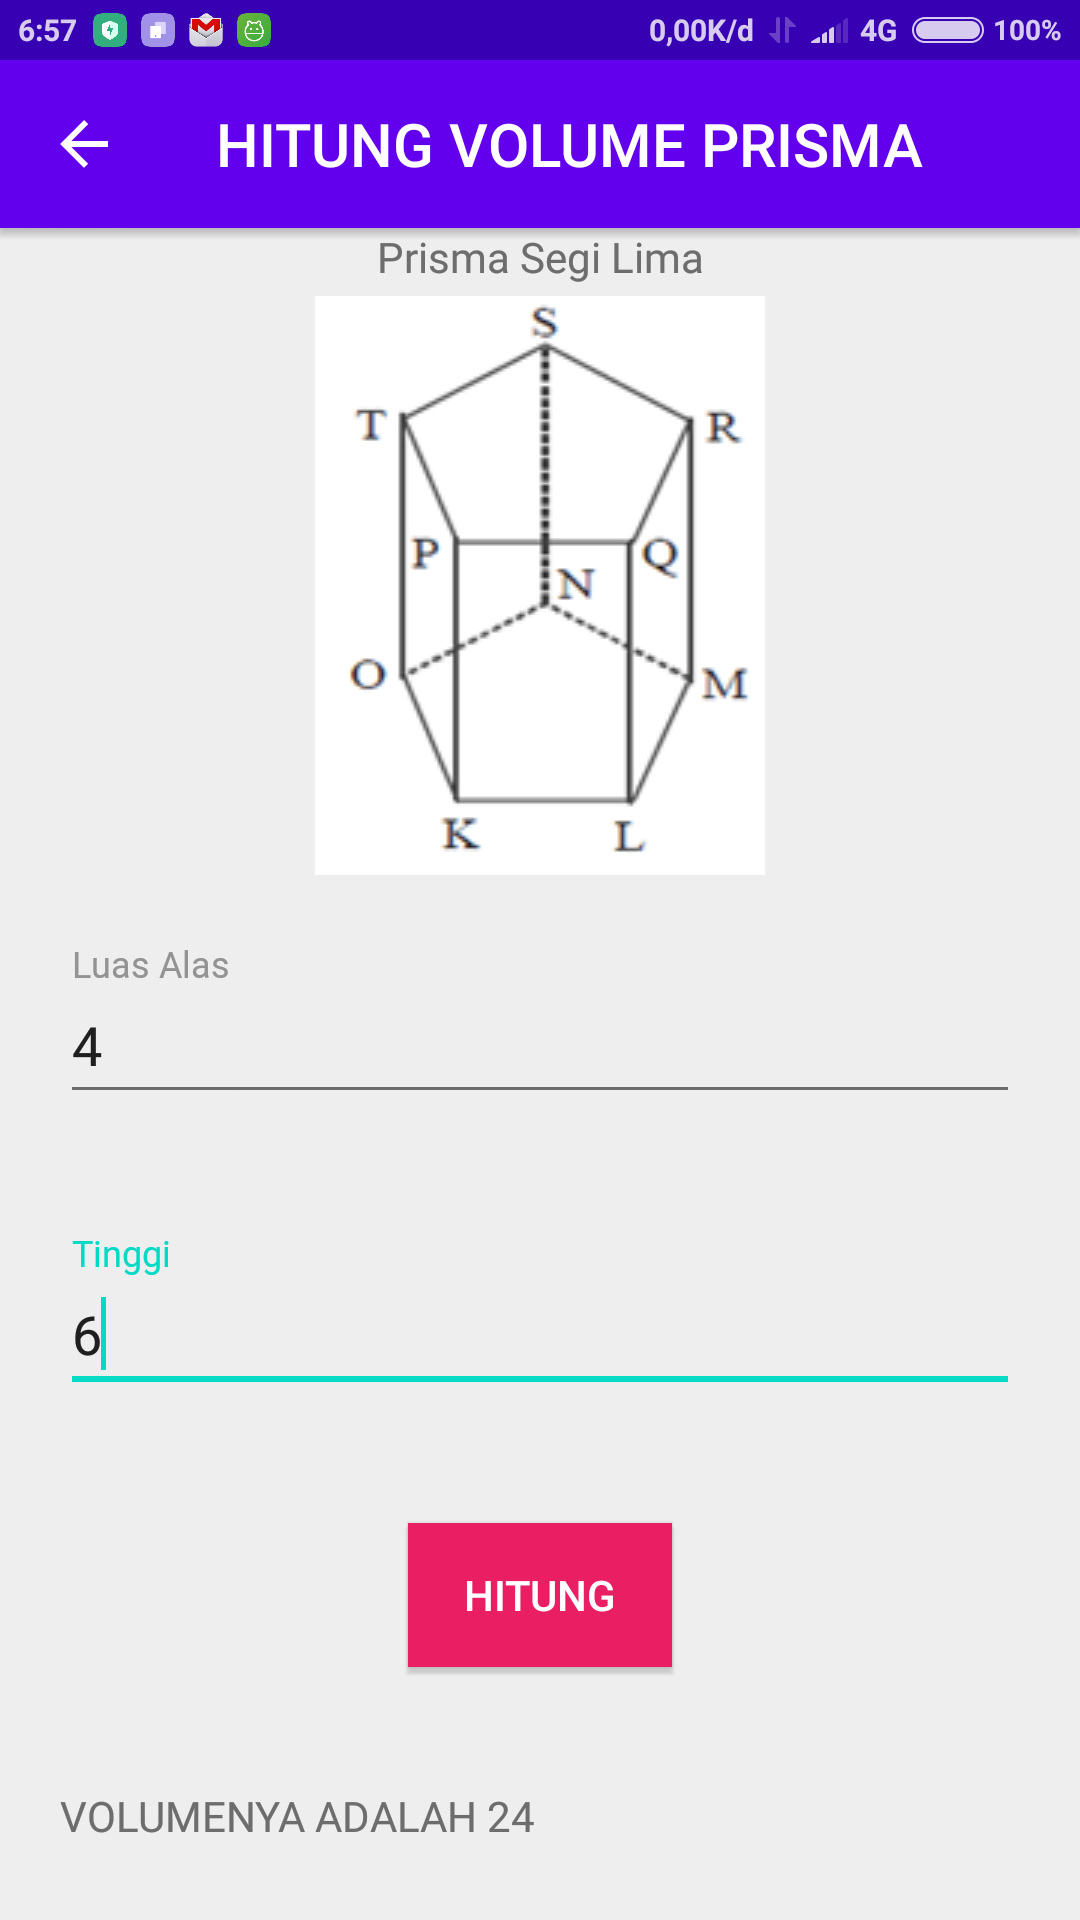 6:57 0,00K/d 4G 100%
HITUNG VOLUME PRISMA
Prisma Segi Lima
S
T R
P Q
N
O M
K L
Luas Alas
4
Tinggi
6
HITUNG
VOLUMENYA ADALAH 24